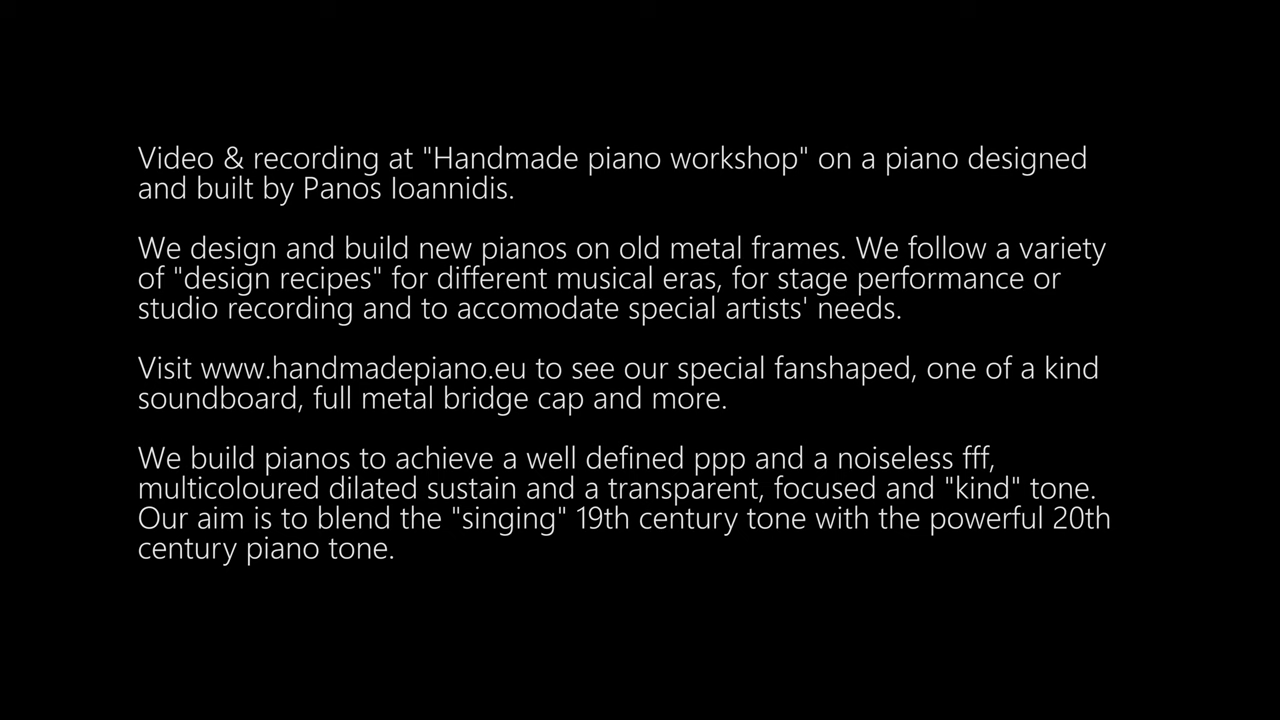 Video & recording at "Handmade piano workshop" on a piano designed
and built by Panos Ioannidis.
We design and build new pianos on old metal frames. We follow a variety
of "design recipes" for different musical eras, for stage performance or
studio recording and to accomodate special artists' needs.
Visit www.handmadepiano.eu to see our special fanshaped, one of a kind
soundboard, full metal bridge cap and more.
We build pianos to achieve a well defined ppp and a noiseless fff,
multicoloured dilated sustain and a transparent, focused and "kind" tone.
Our aim is to blend the "singing" 19th century tone with the powerful 20th
century piano tone.